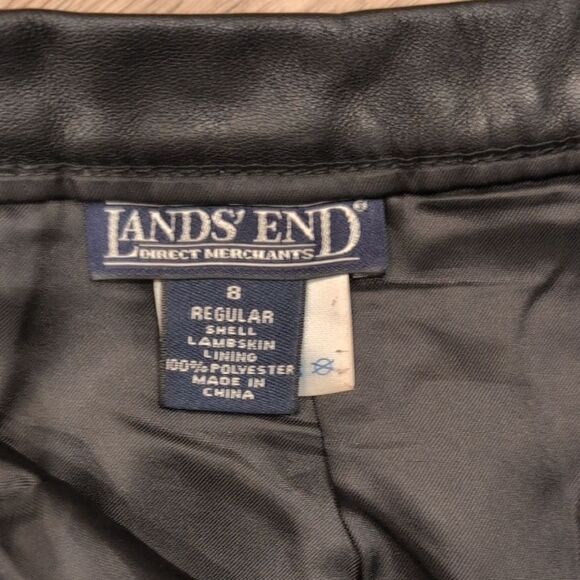 LANDS' END®
DIRECT MERCHANTS
8
REGULAR
SHELL
LAMBSKIN
LINING
100% POLYESTER
MADE IN
CHINA